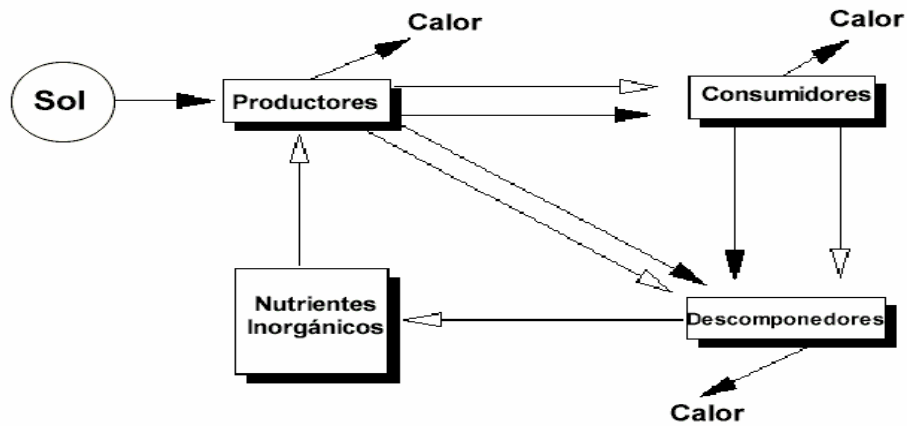 Calor
Calor
Sol
Productores
Consumidores
Nutrientes
Inorgánicos
Descomponedores
Calor